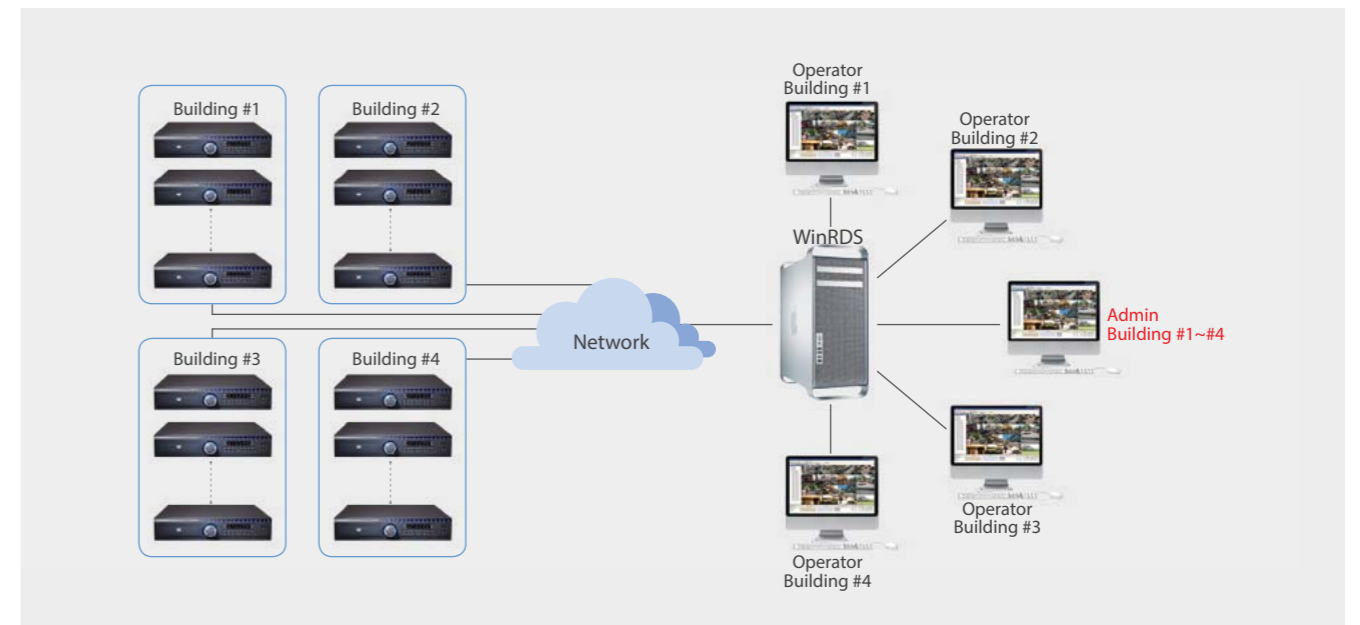 Building #1
Building #2
Building #3
Building #4
Network
WinRDS
Operator
Building #1
Operator
Building #2
Admin
Building #1~#4
Operator
Building #3
Operator
Building #4